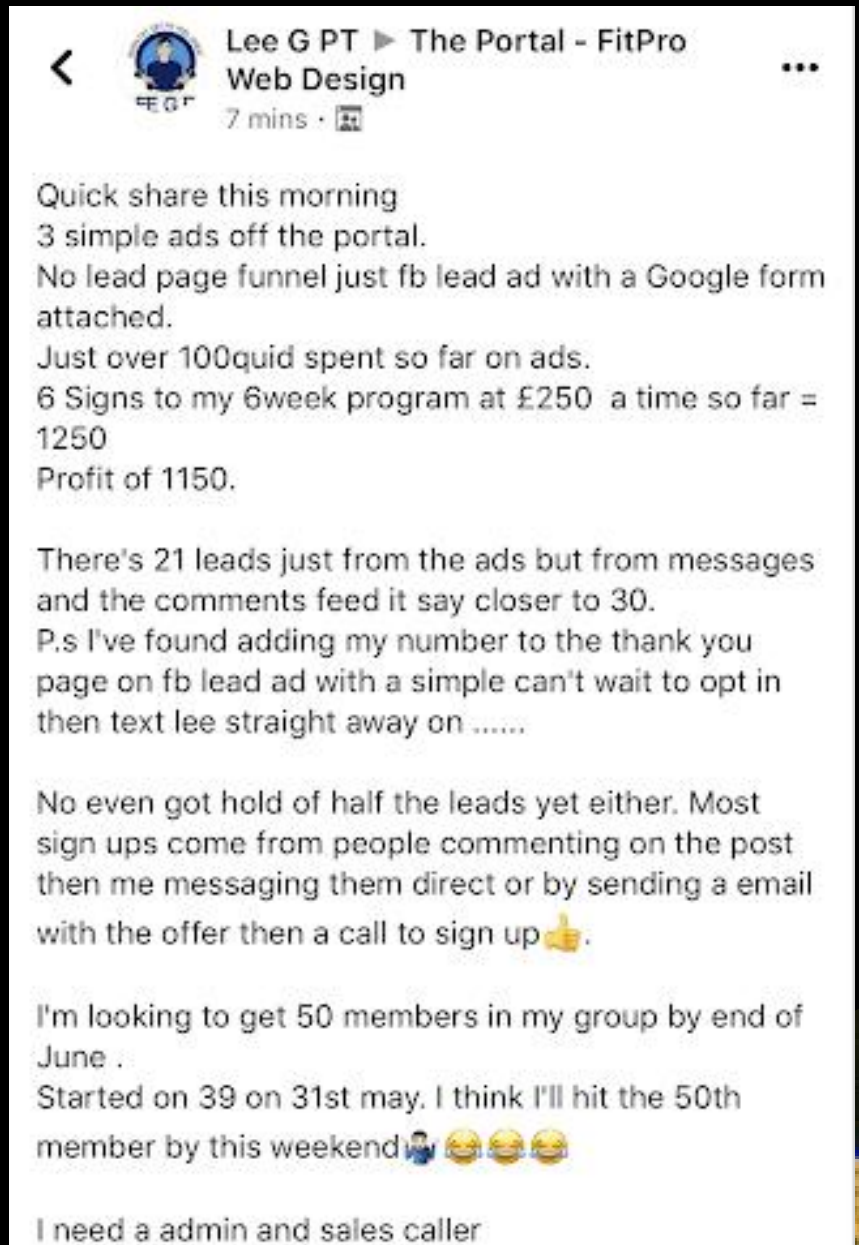 Lee G PT ▶ The Portal - FitPro
Web Design
7 mins ·
Quick share this morning
3 simple ads off the portal.
No lead page funnel just fb lead ad with a Google form
attached.
Just over 100quid spent so far on ads.
6 Signs to my 6week program at £250 a time so far =
1250
Profit of 1150.
There's 21 leads just from the ads but from messages
and the comments feed it say closer to 30.
P.s I've found adding my number to the thank you
page on fb lead ad with a simple can't wait to opt in
then text lee straight away on ......
No even got hold of half the leads yet either. Most
sign ups come from people commenting on the post
then me messaging them direct or by sending a email
with the offer then a call to sign up👍.
I'm looking to get 50 members in my group by end of
June .
Started on 39 on 31st may. I think I'll hit the 50th
member by this weekend🤷‍♂️😂😂😂
I need a admin and sales caller